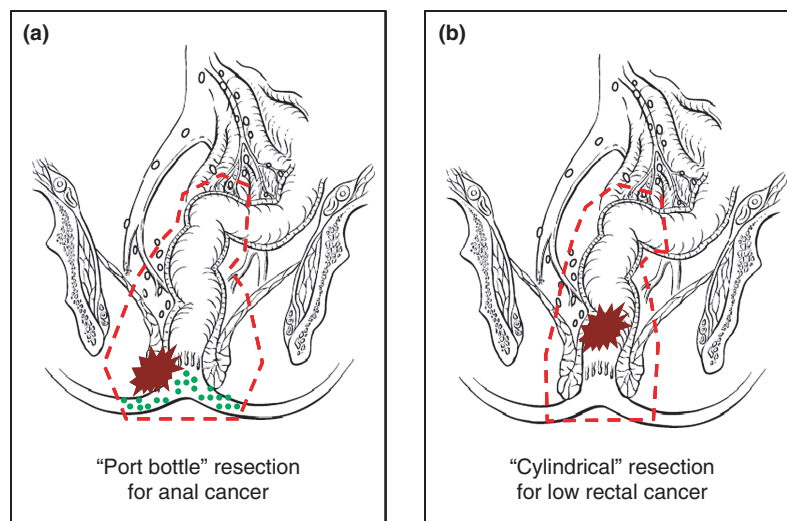 (a)
“Port bottle” resection
for anal cancer
(b)
“Cylindrical” resection
for low rectal cancer